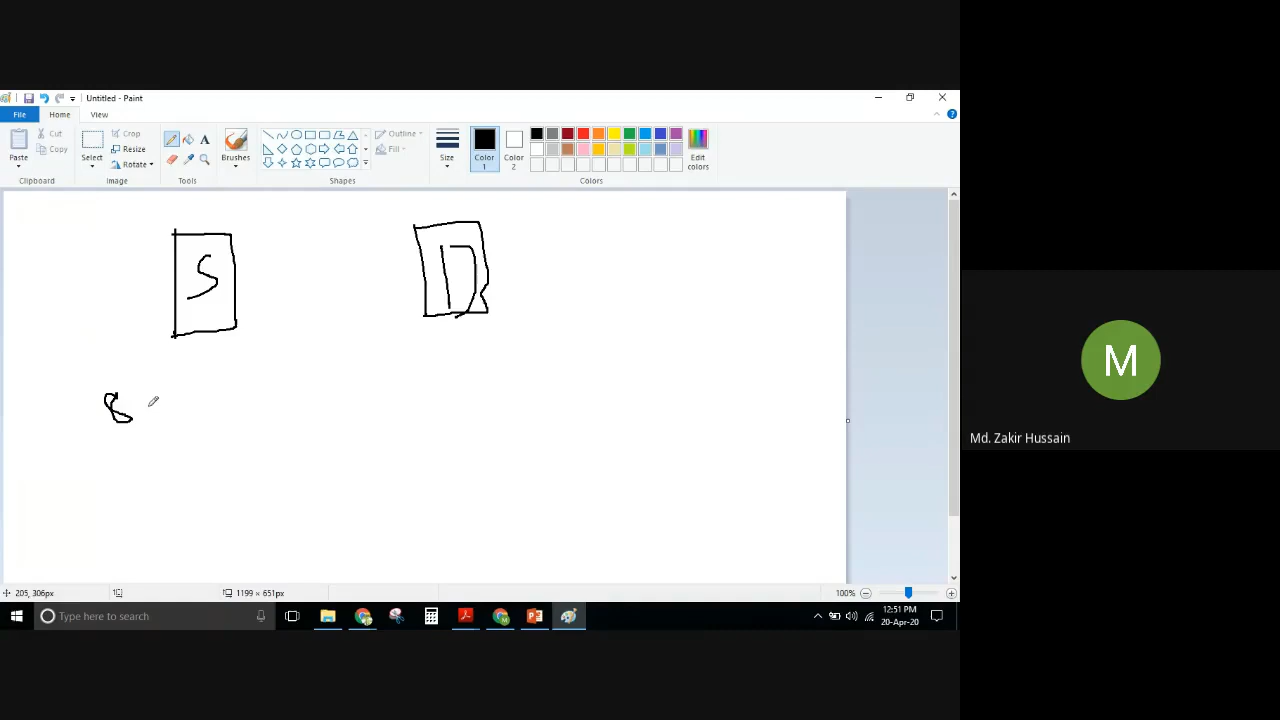 Untitled - Paint
File Home View
Paste
Cut
Copy
Clipboard
Select
Crop
Resize
Rotate
Image
A
Tools
Brushes
Outline
Fill
Shapes
Size
Color 1
Color 2
Edit colors
Colors
S
D
8
M
Md. Zakir Hussain
205, 306px
1199 × 651px
100%
Type here to search
12:51 PM
20-Apr-20